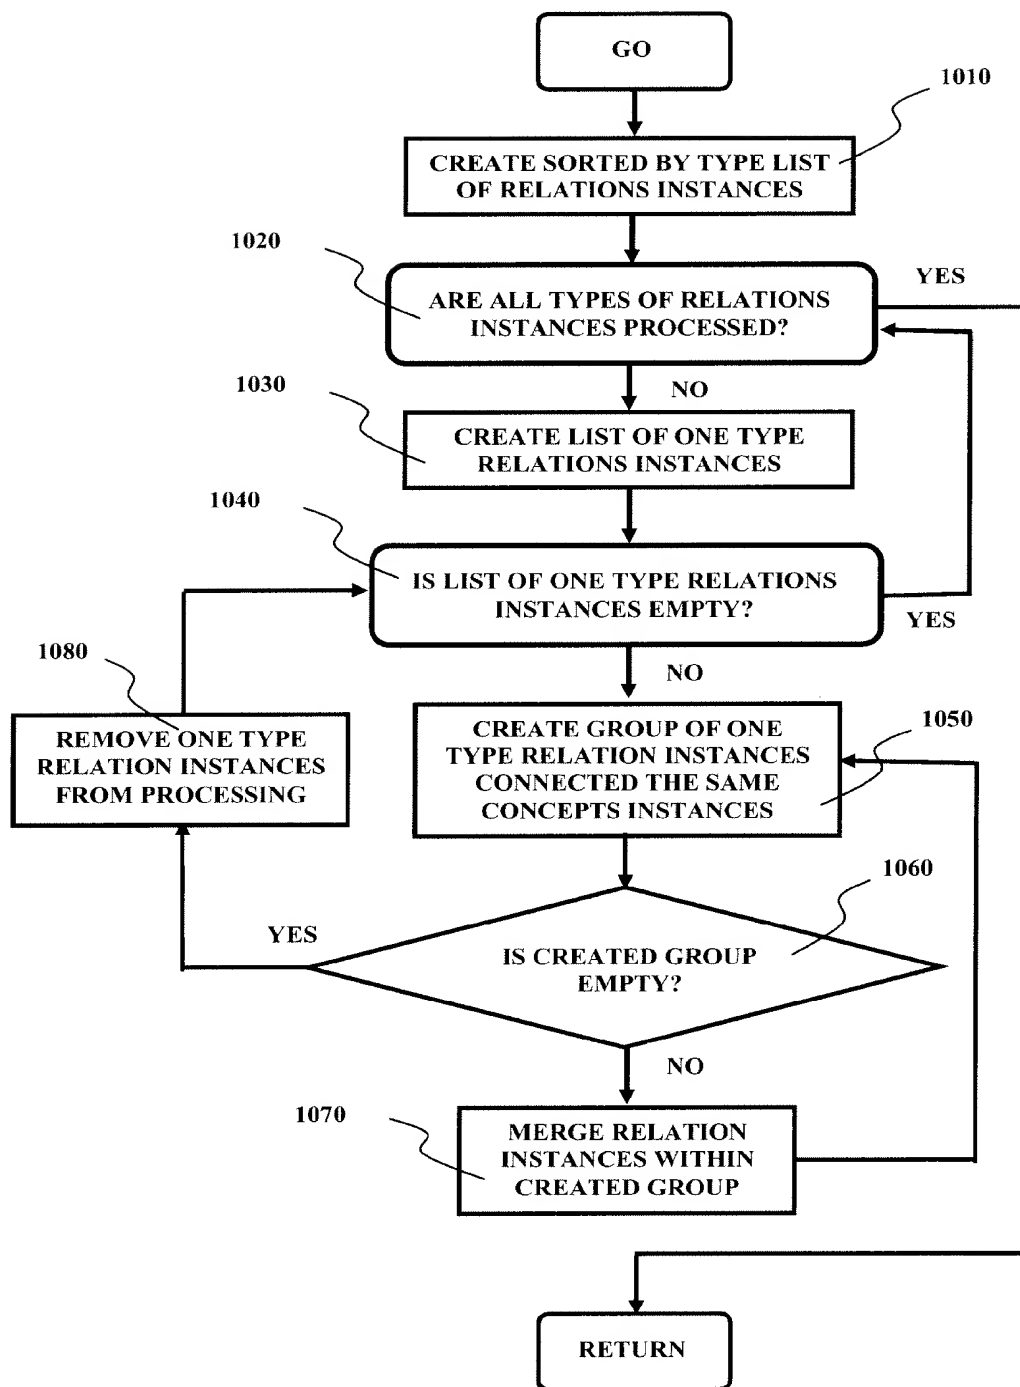 GO
1010
CREATE SORTED BY TYPE LIST
OF RELATIONS INSTANCES
1020
YES
ARE ALL TYPES OF RELATIONS
INSTANCES PROCESSED?
1030
NO
CREATE LIST OF ONE TYPE
RELATIONS INSTANCES
1040
IS LIST OF ONE TYPE RELATIONS
INSTANCES EMPTY?
YES
1080
NO
REMOVE ONE TYPE
RELATION INSTANCES
FROM PROCESSING
CREATE GROUP OF ONE
TYPE RELATION INSTANCES
CONNECTED THE SAME
CONCEPTS INSTANCES
1050
1060
YES
IS CREATED GROUP
EMPTY?
NO
1070
MERGE RELATION
INSTANCES WITHIN
CREATED GROUP
RETURN